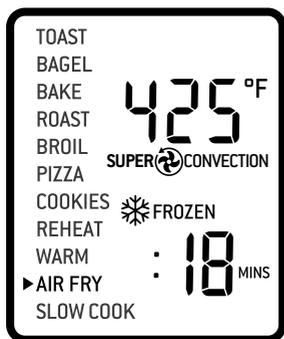 TOAST
BAGEL
BAKE
ROAST
BROIL
PIZZA
COOKIES
REHEAT
WARM
AIR FRY
SLOW COOK
425°F
SUPER CONVECTION
FROZEN
:18 MINS